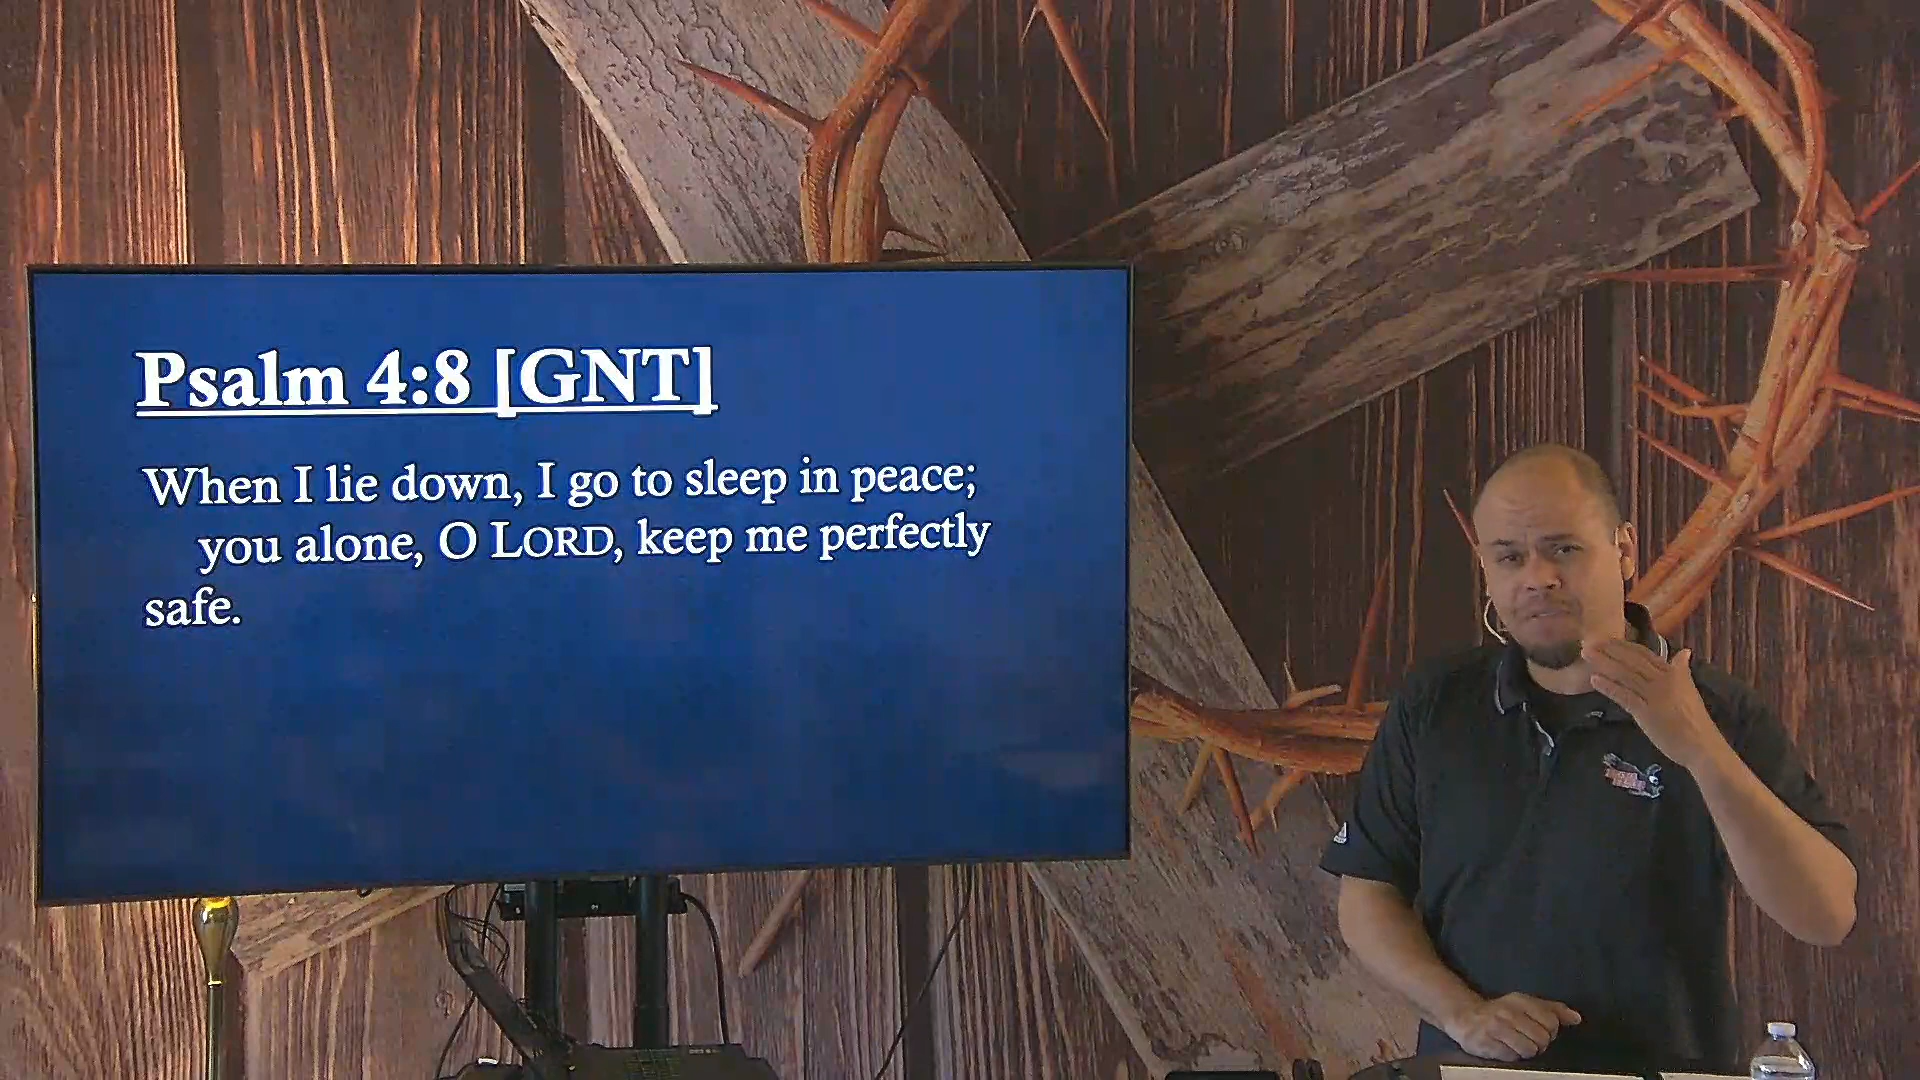 Psalm 4:8 [GNT]
When I lie down, I go to sleep in peace;
you alone, O LORD, keep me perfectly
safe.